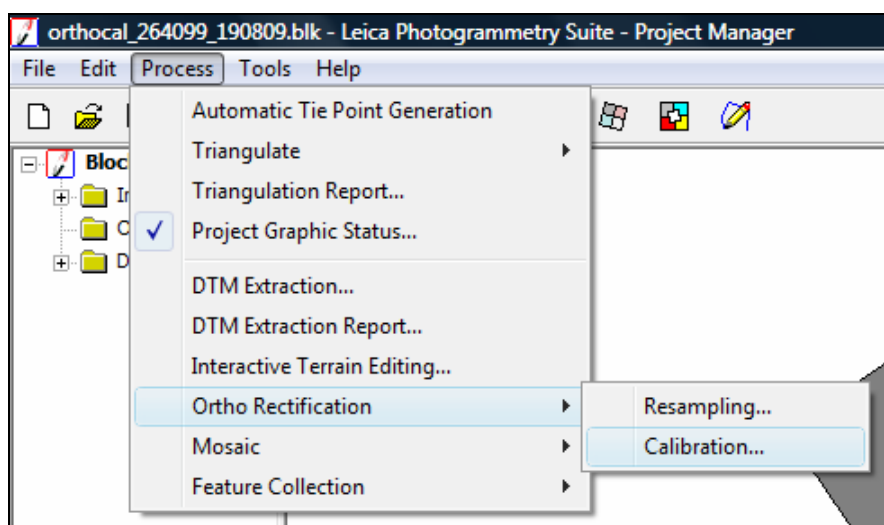 orthocal_264099_190809.blk - Leica Photogrammetry Suite - Project Manager
File Edit Process Tools Help
Automatic Tie Point Generation
Triangulate
Triangulation Report...
Project Graphic Status...
DTM Extraction...
DTM Extraction Report...
Interactive Terrain Editing...
Ortho Rectification
Resampling...
Mosaic
Calibration...
Feature Collection